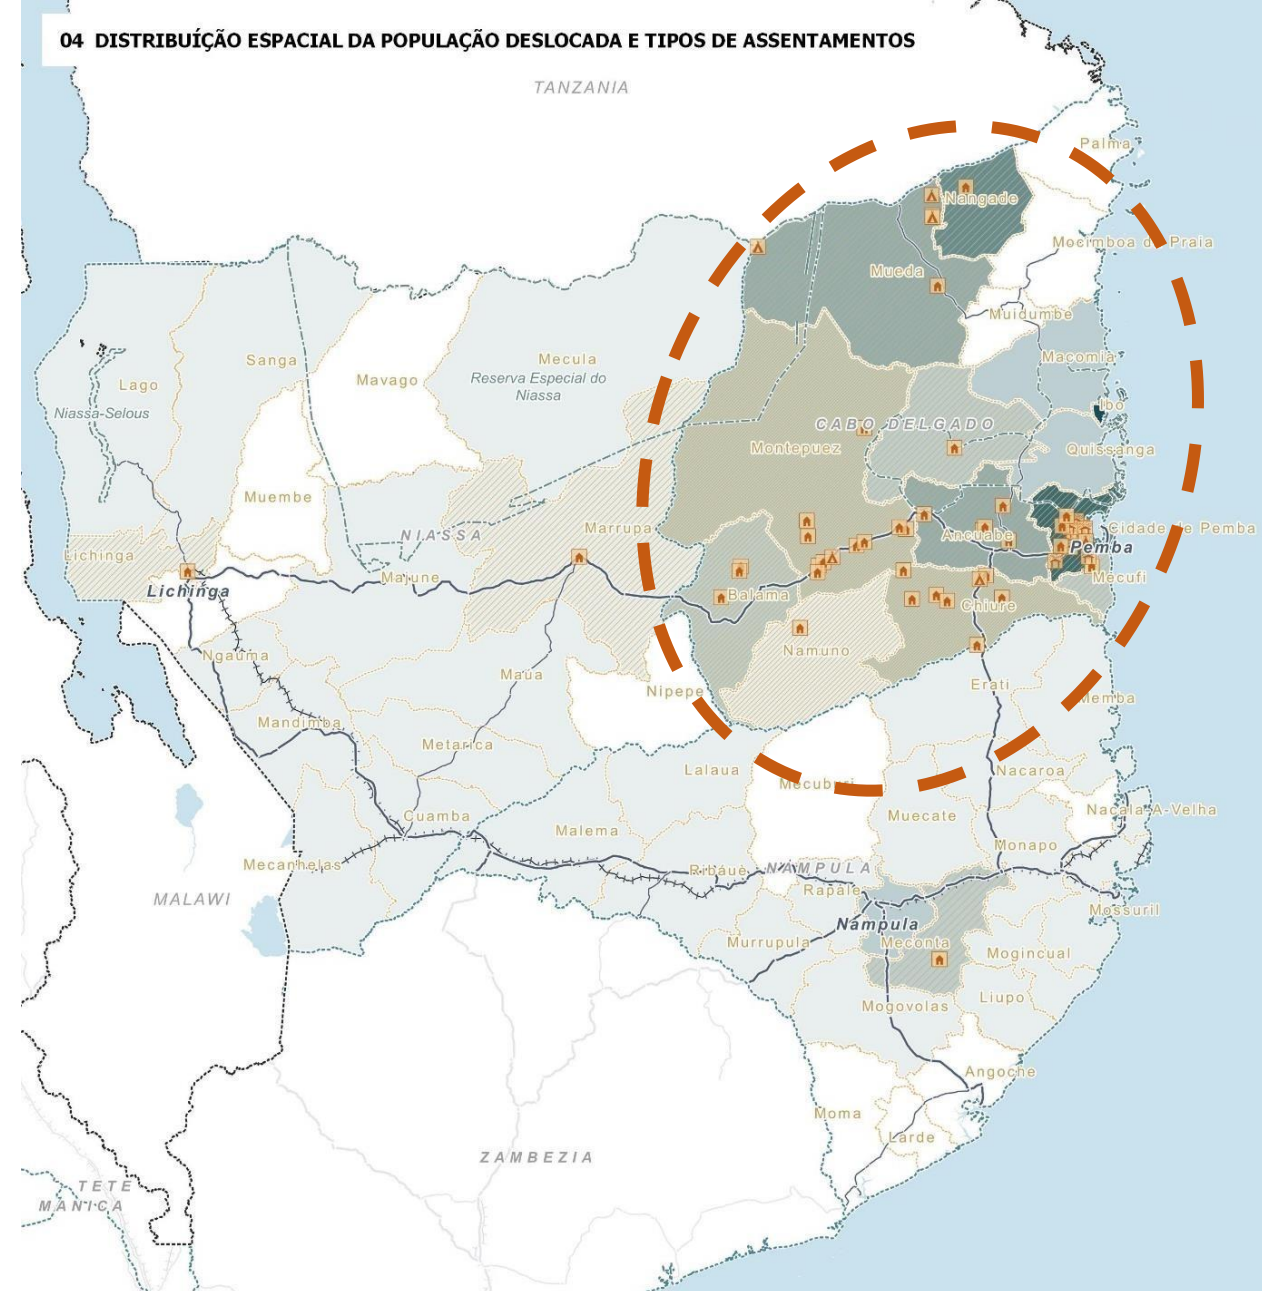 04 DISTRIBUÍÇÃO ESPACIAL DA POPULAÇÃO DESLOCADA E TIPOS DE ASSENTAMENTOS
TANZANIA
Palma
Nangade
Mocimboa da Praia
Mueda
Muidumbe
Macomia
Sanga
Mecula
Mavago
Reserva Especial do
Niassa
Lago
Niassa-Selous
Ibo
CABO DELGADO
Montepuez
Quissanga
Muembe
NIASSA
Marrupa
Ancuabe
Cidade de Pemba
Pemba
Lichinga
Majune
Mecufi
Lichinga
Balama
Chiure
Namuno
Ngauma
Maua
Nipepe
Erati
Memba
Mandimba
Metarica
Lalaua
Nacaroa
Mecuburi
Nacala-A-Velha
Cuamba
Malema
Muecate
Monapo
Mecanhelas
Ribáuè
NAMPULA
MALAWI
Rapale
Mossuril
Nampula
Murrupula
Meconta
Mogincual
Liupo
Mogovolas
Angoche
Moma
Larde
ZAMBEZIA
TETE
MANICA